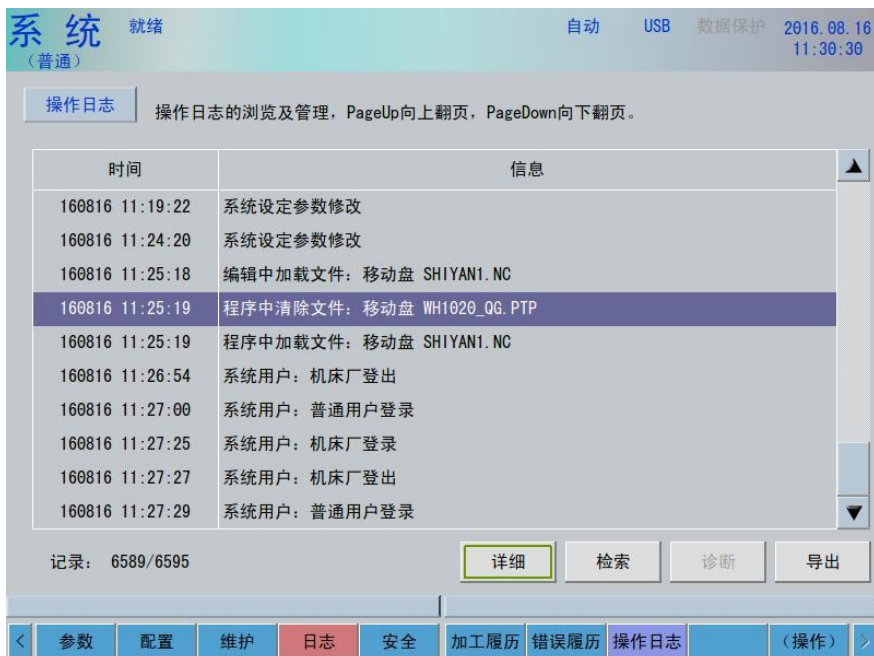 系 统 就绪 自动 USB 数据保护 2016.08.16
（普通） 11:30:30
操作日志 操作日志的浏览及管理，PageUp向上翻页，PageDown向下翻页。
时间 信息
160816 11:19:22 系统设定参数修改
160816 11:24:20 系统设定参数修改
160816 11:25:18 编辑中加载文件：移动盘 SHIYAN1.NC
160816 11:25:19 程序中清除文件：移动盘 WH1020_QG.PTP
160816 11:25:19 程序中加载文件：移动盘 SHIYAN1.NC
160816 11:26:54 系统用户：机床厂登出
160816 11:27:00 系统用户：普通用户登录
160816 11:27:25 系统用户：机床厂登录
160816 11:27:27 系统用户：机床厂登出
160816 11:27:29 系统用户：普通用户登录
记录： 6589/6595 详细 检索 诊断 导出
< 参数 配置 维护 日志 安全 加工履历 错误履历 操作日志 （操作） >